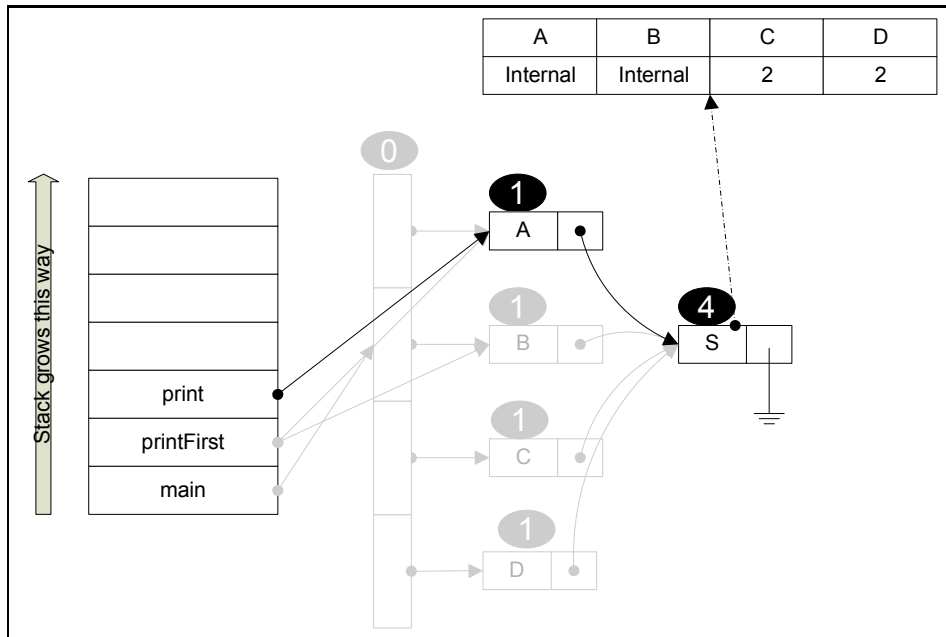 A B C D
Internal Internal 2 2
0
1
A
Stack grows this way
1
B
4
S
print
printFirst
main
1
C
1
D